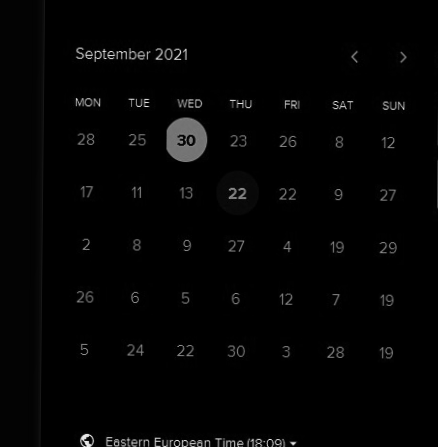 September 2021
MON TUE WED THU FRI SAT SUN
28 25 30 23 26 8 12
17 11 13 22 22 9 27
2 8 9 27 4 19 29
26 6 5 6 12 7 19
5 24 22 30 3 28 19
Eastern European Time (18:09)